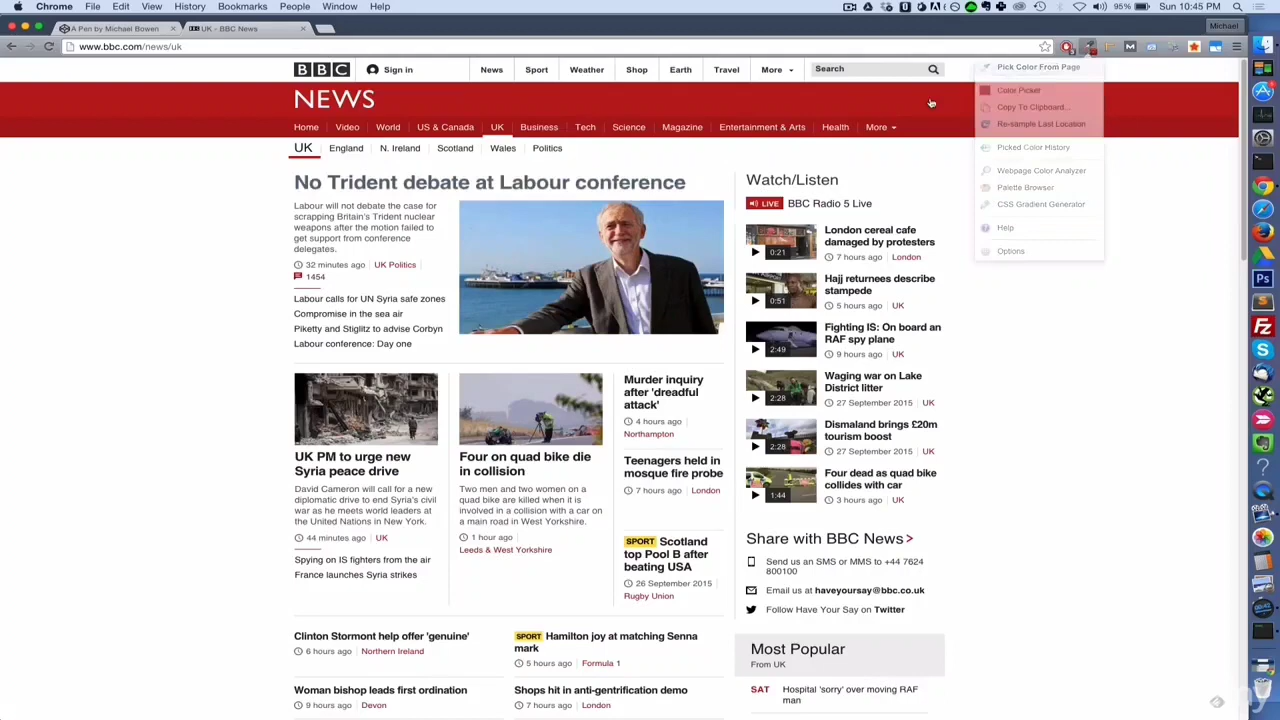 Chrome File Edit View History Bookmarks People Window Help
95% Sun 10:45 PM
A Pen by Michael Bowen
UK - BBC News
Michael
www.bbc.com/news/uk
BBC Sign in News Sport Weather Shop Earth Travel More Search
NEWS
Home Video World US & Canada UK Business Tech Science Magazine Entertainment & Arts Health More
UK England N. Ireland Scotland Wales Politics
Pick Color From Page
Color Picker
Copy To Clipboard...
Re-sample Last Location
Picked Color History
Webpage Color Analyzer
Palette Browser
CSS Gradient Generator
Help
Options
No Trident debate at Labour conference
Labour will not debate the case for
scrapping Britain's Trident nuclear
weapons after the motion failed to
get support from conference
delegates.
32 minutes ago UK Politics
1454
Labour calls for UN Syria safe zones
Compromise in the sea air
Piketty and Stiglitz to advise Corbyn
Labour conference: Day one
UK PM to urge new
Syria peace drive
David Cameron will call for a new
diplomatic drive to end Syria's civil
war as he meets world leaders at
the United Nations in New York.
44 minutes ago UK
Spying on IS fighters from the air
France launches Syria strikes
Four on quad bike die
in collision
Two men and two women on a
quad bike are killed when it is
involved in a collision with a car on
a main road in West Yorkshire.
1 hour ago
Leeds & West Yorkshire
Murder inquiry
after 'dreadful
attack'
4 hours ago
Northampton
Teenagers held in
mosque fire probe
7 hours ago London
SPORT Scotland
top Pool B after
beating USA
26 September 2015
Rugby Union
Clinton Stormont help offer 'genuine'
6 hours ago Northern Ireland
SPORT Hamilton joy at matching Senna
mark
5 hours ago Formula 1
Woman bishop leads first ordination
9 hours ago Devon
Shops hit in anti-gentrification demo
7 hours ago London
Watch/Listen
LIVE BBC Radio 5 Live
0:21
London cereal cafe
damaged by protesters
7 hours ago London
0:51
Hajj returnees describe
stampede
5 hours ago UK
2:49
Fighting IS: On board an
RAF spy plane
9 hours ago UK
2:28
Waging war on Lake
District litter
27 September 2015 UK
2:28
Dismaland brings £20m
tourism boost
27 September 2015 UK
1:44
Four dead as quad bike
collides with car
3 hours ago UK
Share with BBC News
Send us an SMS or MMS to +44 7624
800100
Email us at haveyoursay@bbc.co.uk
Follow Have Your Say on Twitter
Most Popular
From UK
SAT Hospital 'sorry' over moving RAF
man